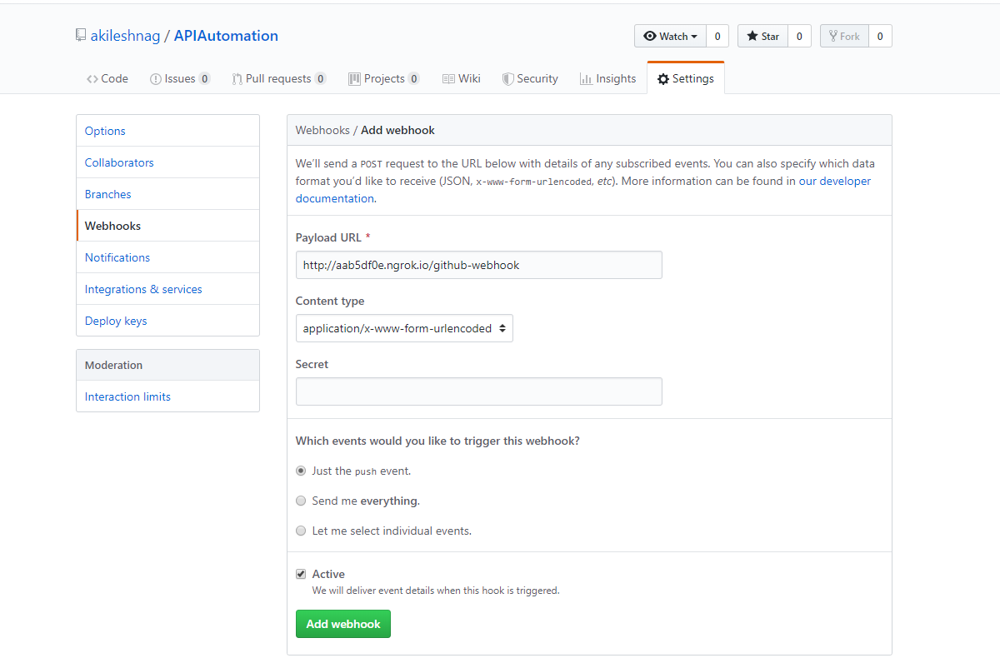 akileshnag / APIAutomation
Watch 0 Star 0 Fork 0
Code Issues 0 Pull requests 0 Projects 0 Wiki Security Insights Settings
Options
Collaborators
Branches
Webhooks
Notifications
Integrations & services
Deploy keys
Moderation
Interaction limits
Webhooks / Add webhook
We’ll send a POST request to the URL below with details of any subscribed events. You can also specify which data
format you’d like to receive (JSON, x-www-form-urlencoded, etc). More information can be found in our developer
documentation.
Payload URL *
http://aab5df0e.ngrok.io/github-webhook
Content type
application/x-www-form-urlencoded
Secret
Which events would you like to trigger this webhook?
Just the push event.
Send me everything.
Let me select individual events.
Active
We will deliver event details when this hook is triggered.
Add webhook